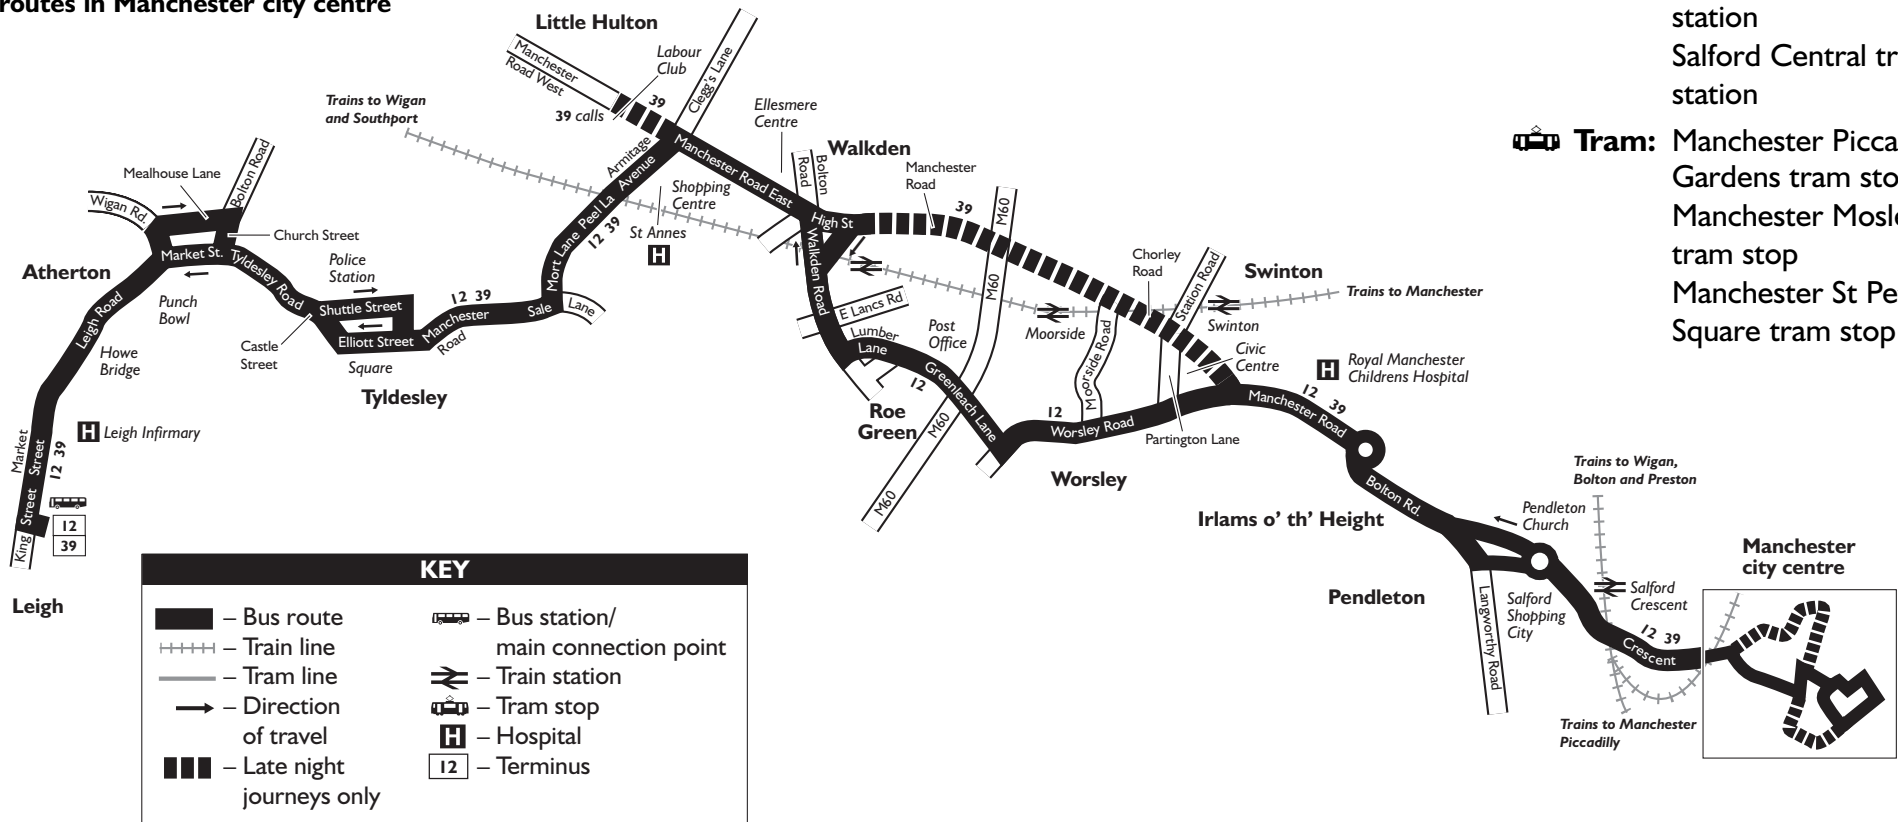 routes in Manchester city centre
station
Salford Central tr
station
Tram: Manchester Picca
Gardens tram sto
Manchester Mosl
tram stop
Manchester St Pe
Square tram stop
Little Hulton
Manchester
Road West
Labour
Club
39
39 calls
Clegg's Lane
Trains to Wigan
and Southport
Ellesmere
Centre
Armitage
Avenue
Manchester Road East
Bolton
Road
Walkden
Manchester
Road
39
M60
Mealhouse Lane
Bolton Road
Wigan Rd.
Church Street
Market St.
Tyldesley Road
Atherton
Punch
Bowl
Police
Station
Shuttle Street
Elliott Street
Castle
Street
Square
Tyldesley
12 39
Manchester
Road
Sale
Lane
Mort Lane
Peel La
12 39
Shopping
Centre
St Annes
H
High St
Walkden Road
E Lancs Rd
Lumber
Lane
Post
Office
Greenleach Lane
12
Roe
Green
M60
M60
M60
Moorside
Moorside Road
Chorley
Road
Station Road
Swinton
Swinton
Trains to Manchester
Civic
Centre
H
Royal Manchester
Childrens Hospital
12
Worsley Road
Partington Lane
Worsley
12 39
Manchester Road
Bolton Rd.
Irlams o' th' Height
Pendleton
Pendleton
Church
Trains to Wigan,
Bolton and Preston
Langworthy Road
Salford
Shopping
City
Salford
Crescent
12 39
Crescent
Trains to Manchester
Piccadilly
Manchester
city centre
Leigh Road
Howe
Bridge
H Leigh Infirmary
Market
Street
12 39
King Street
12
39
Leigh
KEY
– Bus route
– Train line
– Tram line
– Direction
of travel
– Late night
journeys only
– Bus station/
main connection point
– Train station
– Tram stop
H – Hospital
12 – Terminus